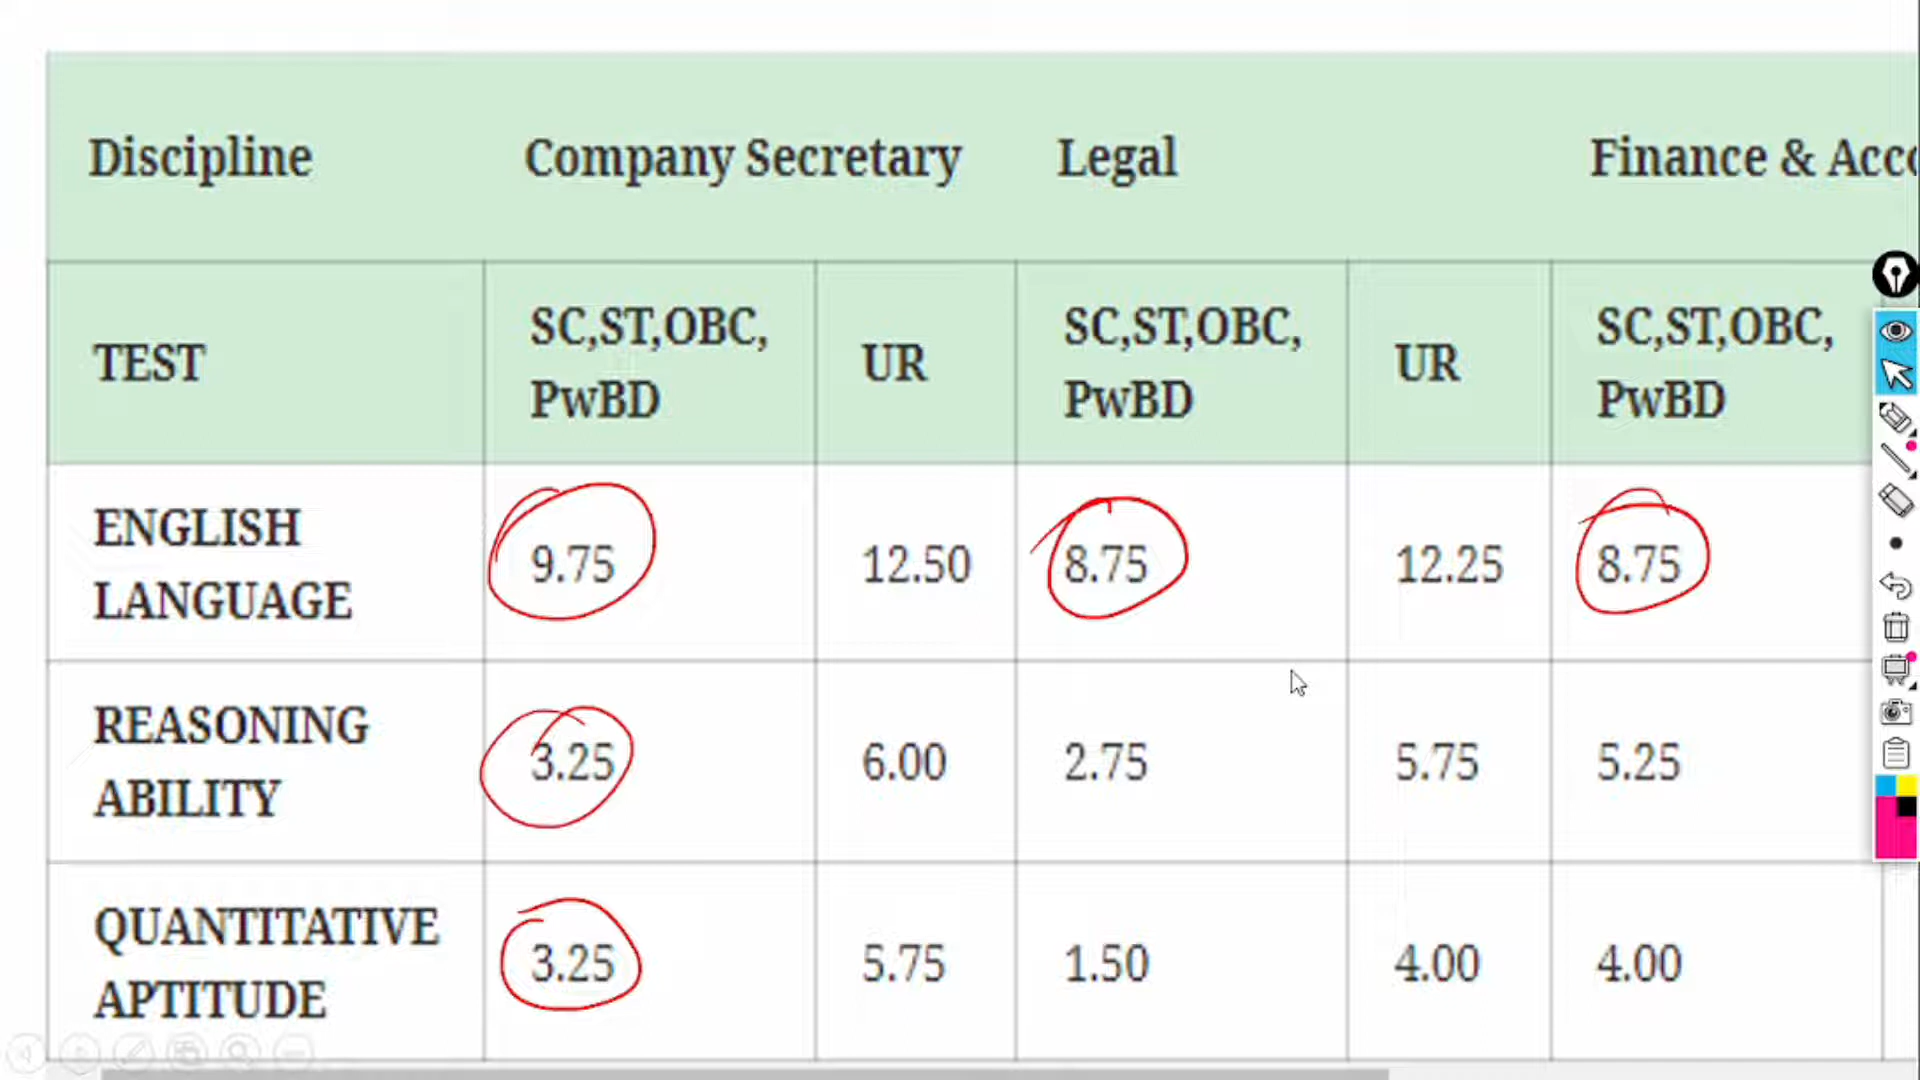 Discipline Company Secretary Legal Finance & Acco
TEST SC,ST,OBC, PwBD UR SC,ST,OBC, PwBD UR SC,ST,OBC, PwBD
ENGLISH LANGUAGE 9.75 12.50 8.75 12.25 8.75
REASONING ABILITY 3.25 6.00 2.75 5.75 5.25
QUANTITATIVE APTITUDE 3.25 5.75 1.50 4.00 4.00